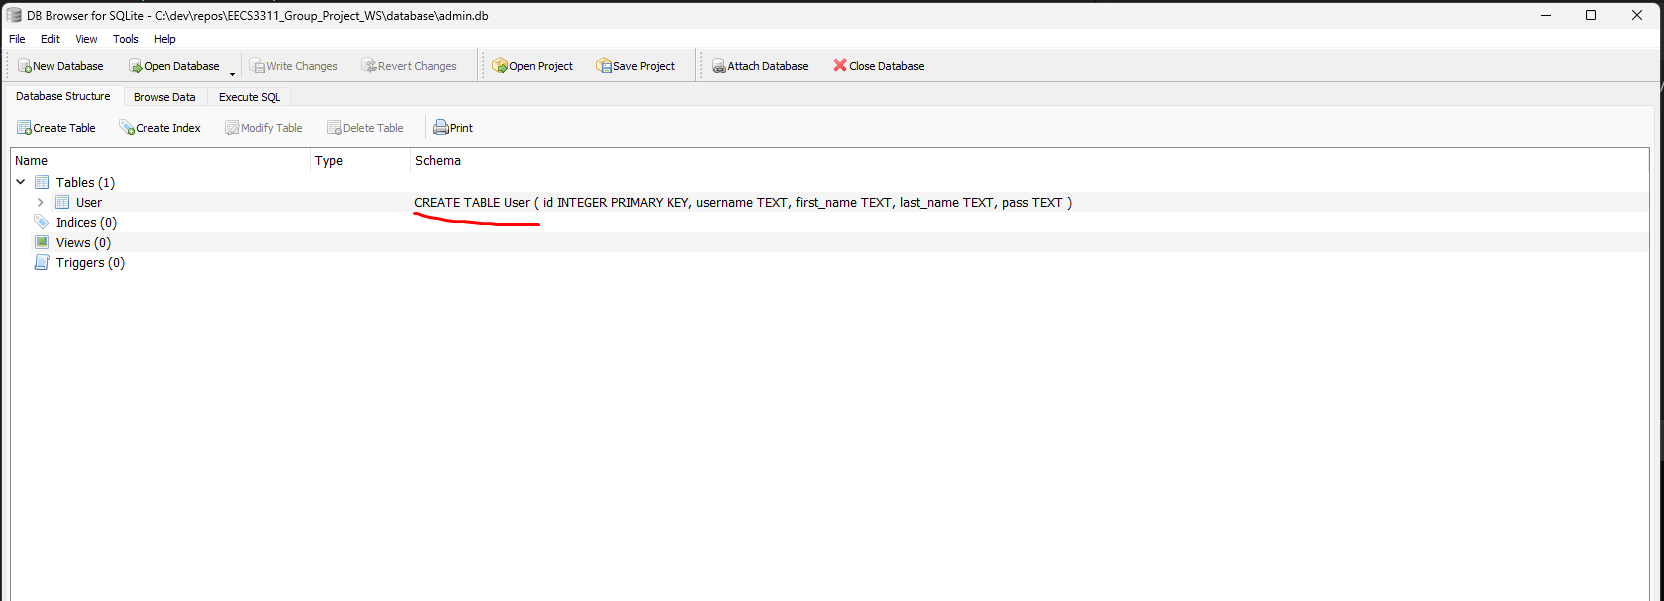 DB Browser for SQLite - C:\dev\repos\EECS3311_Group_Project_WS\database\admin.db
File Edit View Tools Help
New Database Open Database Write Changes Revert Changes Open Project Save Project Attach Database Close Database
Database Structure Browse Data Execute SQL
Create Table Create Index Modify Table Delete Table Print
Name Type Schema
Tables (1)
User CREATE TABLE User ( id INTEGER PRIMARY KEY, username TEXT, first_name TEXT, last_name TEXT, pass TEXT )
Indices (0)
Views (0)
Triggers (0)